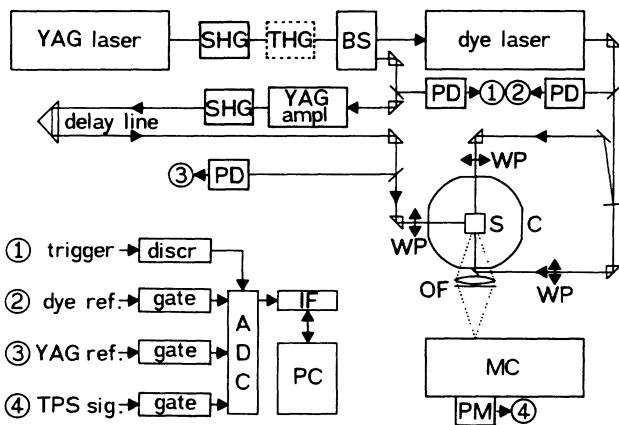 YAG laser
SHG
THG
BS
dye laser
PD
1
2
PD
SHG
YAG
ampl
delay line
3
PD
WP
S
C
WP
OF
WP
1 trigger
discr
2 dye ref.
gate
A
D
C
IF
3 YAG ref.
gate
PC
4 TPS sig.
gate
MC
PM
4